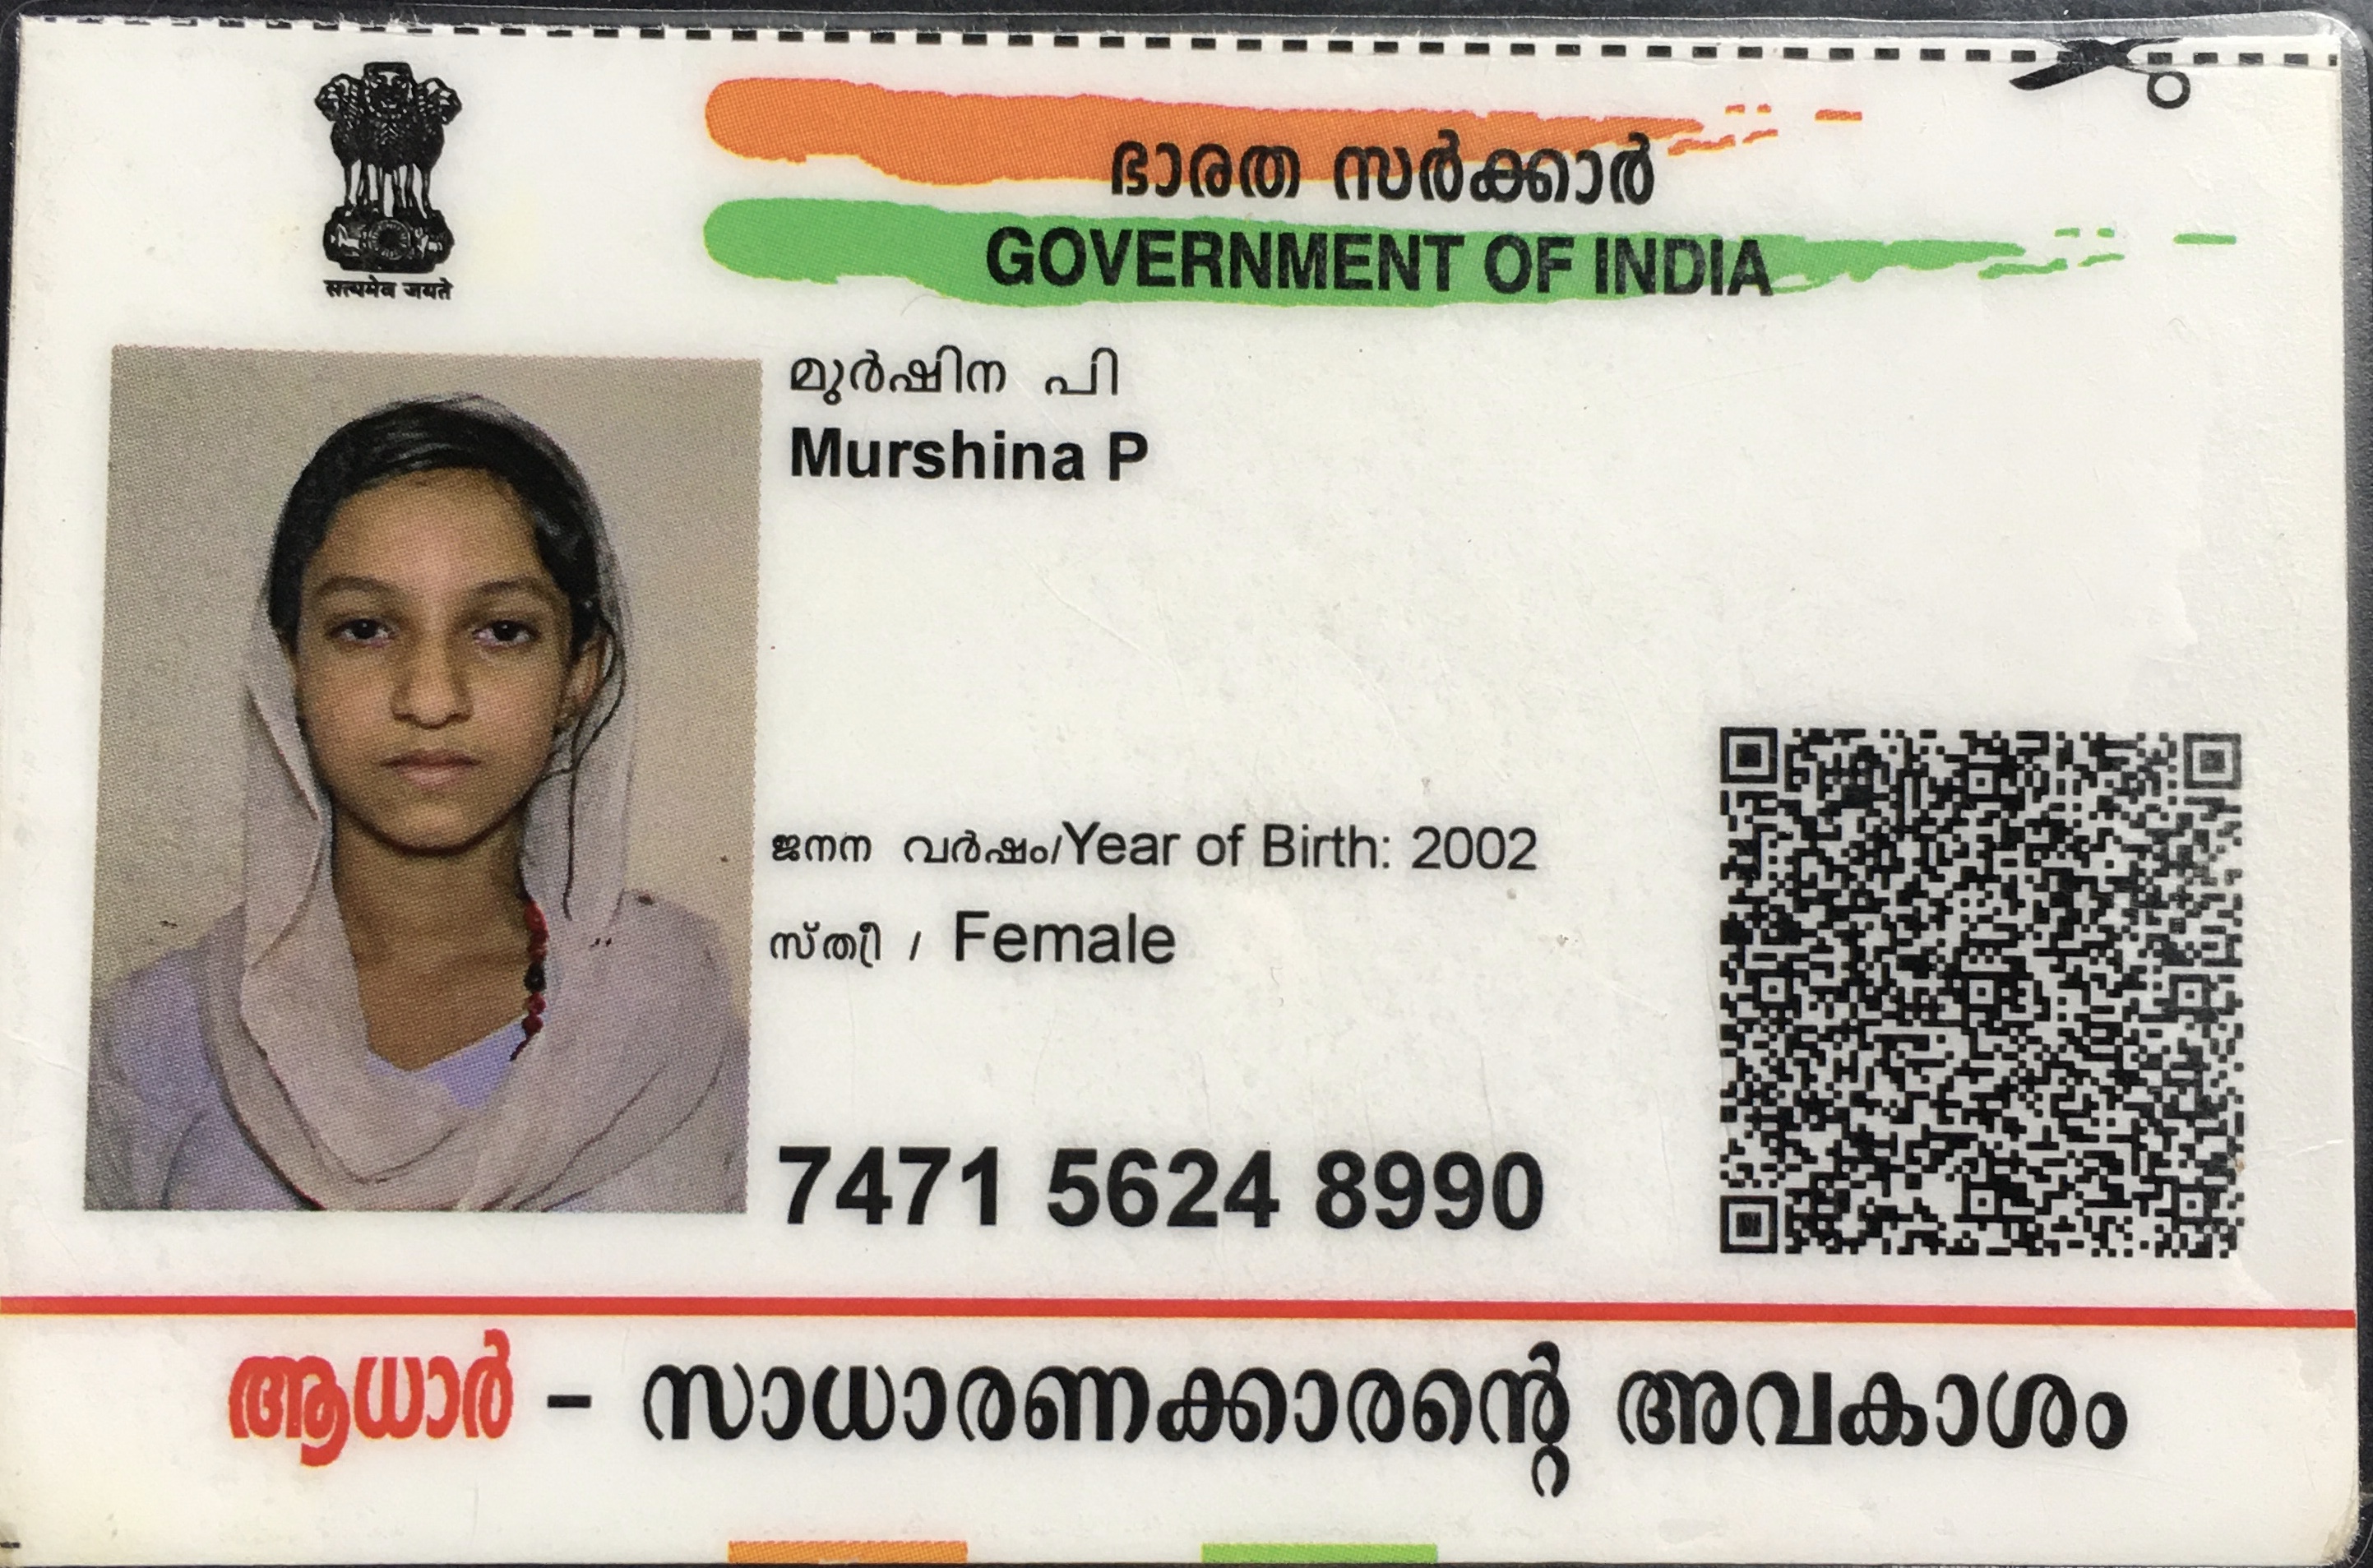 भारत സർക്കാർ
GOVERNMENT OF INDIA
सत्यमेव जयते
മുർഷിന പി
Murshina P
ജനന വർഷം/Year of Birth: 2002
സ്ത്രീ / Female
7471 5624 8990
ആധാർ – സാധാരണക്കാരന്റെ അവകാശം